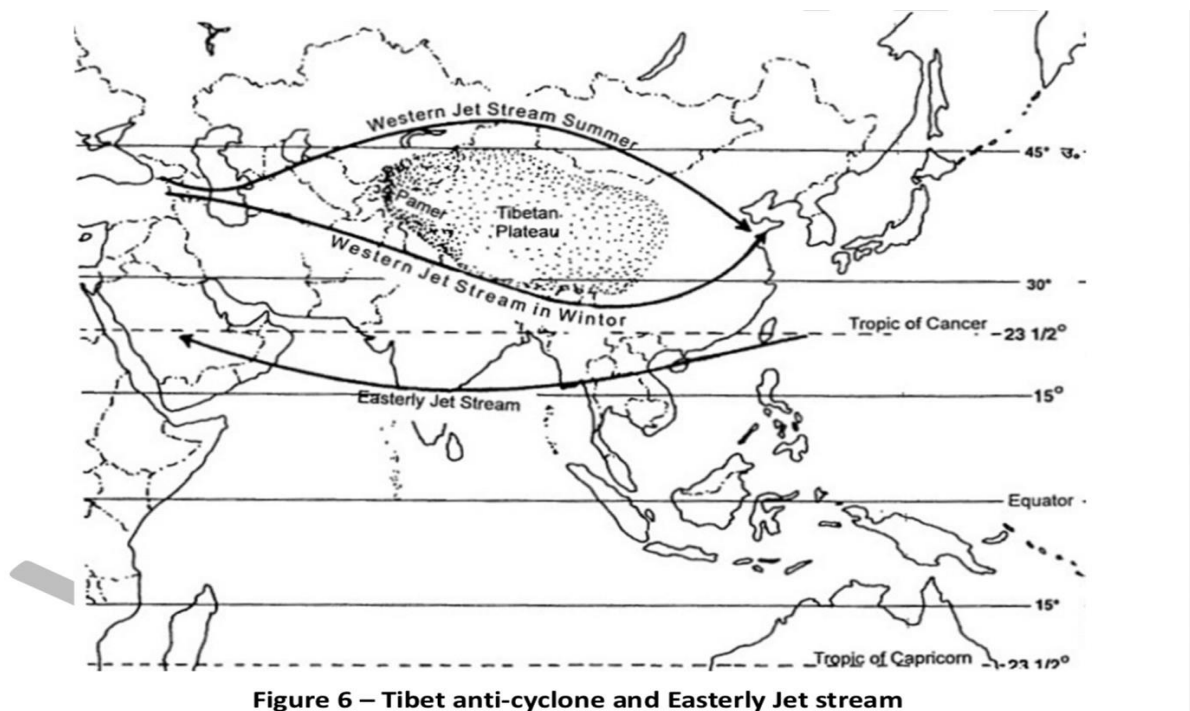 Western Jet Stream Summer
45° उ॰
Pamer
Tibetan
Plateau
Western Jet Stream in Wintor
30°
Tropic of Cancer
23 1/2°
Easterly Jet Stream
15°
Equator
15°
Tropic of Capricorn
23 1/2°
Figure 6 – Tibet anti-cyclone and Easterly Jet stream